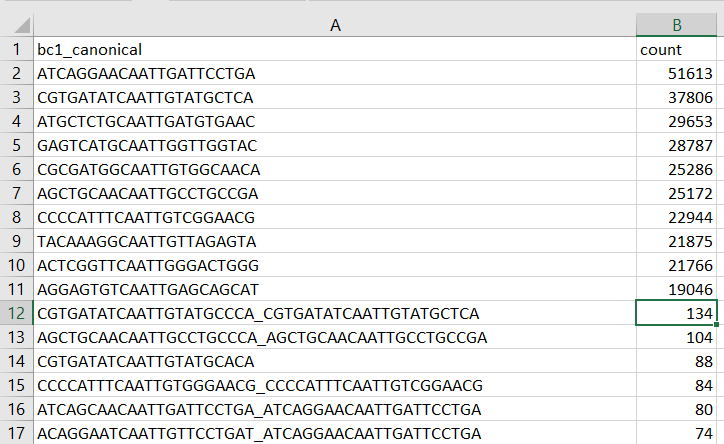 A B
1 bc1_canonical count
2 ATCAGGAACAATTGATTCCTGA 51613
3 CGTGATATCAATTGTATGCTCA 37806
4 ATGCTCTGCAATTGATGTGAAC 29653
5 GAGTCATGCAATTGGTTGGTAC 28787
6 CGCGATGGCAATTGTGGCAACA 25286
7 AGCTGCAACAATTGCCTGCCGA 25172
8 CCCCATTTCAATTGTCGGAACG 22944
9 TACAAAGGCAATTGTTAGAGTA 21875
10 ACTCGGTTCAATTGGGACTGGG 21766
11 AGGAGTGTCAATTGAGCAGCAT 19046
12 CGTGATATCAATTGTATGCCCA_CGTGATATCAATTGTATGCTCA 134
13 AGCTGCAACAATTGCCTGCCCA_AGCTGCAACAATTGCCTGCCGA 104
14 CGTGATATCAATTGTATGCACA 88
15 CCCCATTTCAATTGTGGGAACG_CCCCATTTCAATTGTCGGAACG 84
16 ATCAGCAACAATTGATTCCTGA_ATCAGGAACAATTGATTCCTGA 80
17 ACAGGAATCAATTGTTCCTGAT_ATCAGGAACAATTGATTCCTGA 74